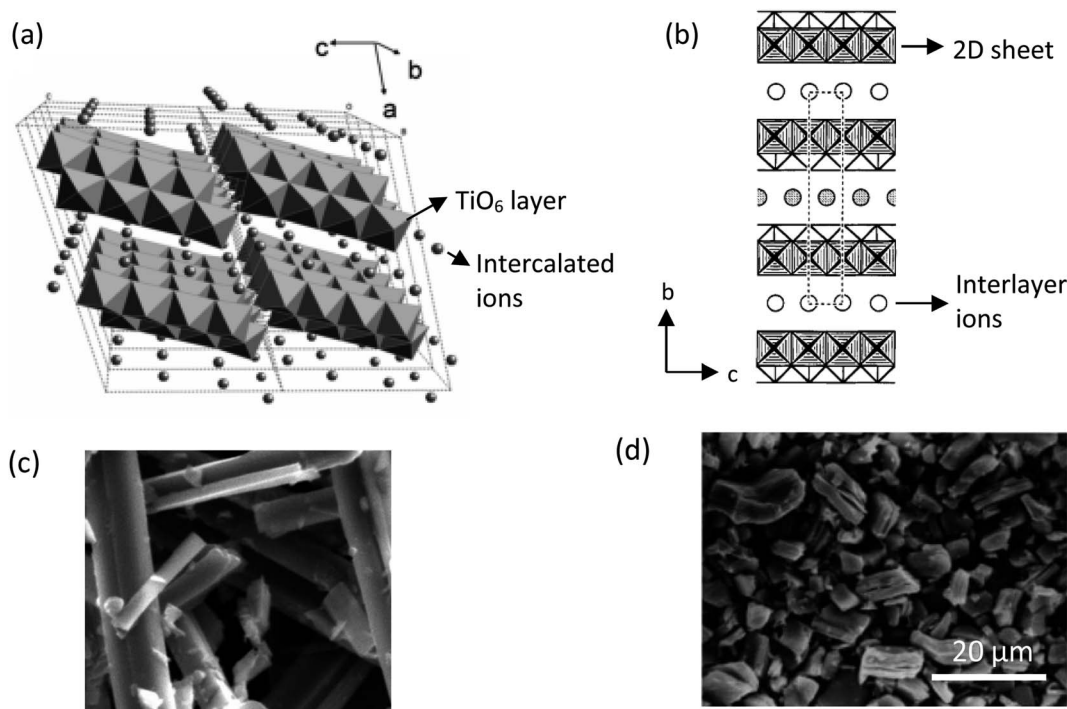 (a)
c
b
a
TiO₆ layer
Intercalated
ions
(b)
2D sheet
Interlayer
ions
b
c
(c)
(d)
20 µm